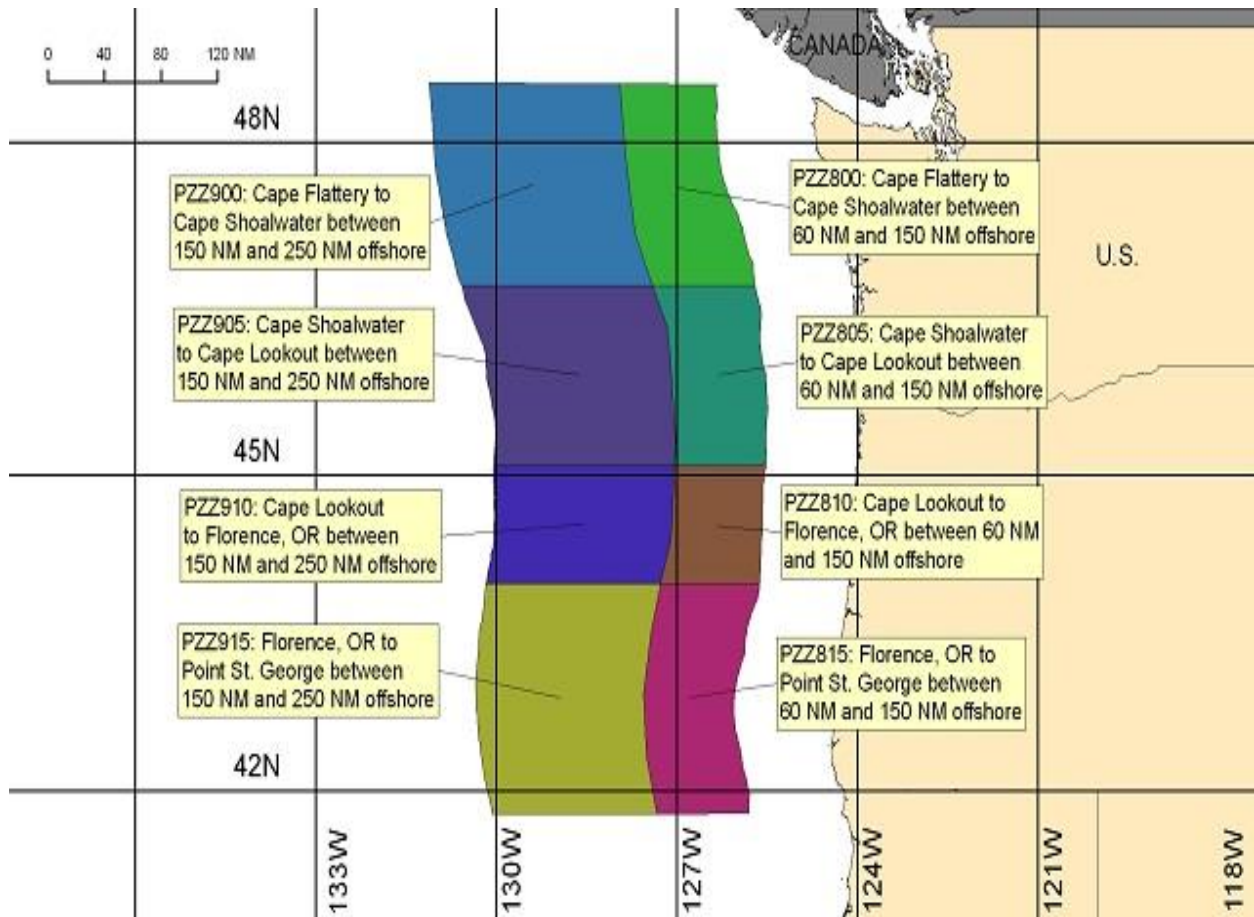 0 40 80 120 NM
CANADA
48N
PZZ900: Cape Flattery to
Cape Shoalwater between
150 NM and 250 NM offshore
PZZ800: Cape Flattery to
Cape Shoalwater between
60 NM and 150 NM offshore
U.S.
PZZ905: Cape Shoalwater
to Cape Lookout between
150 NM and 250 NM offshore
PZZ805: Cape Shoalwater
to Cape Lookout between
60 NM and 150 NM offshore
45N
PZZ910: Cape Lookout
to Florence, OR between
150 NM and 250 NM offshore
PZZ810: Cape Lookout to
Florence, OR between 60 NM
and 150 NM offshore
PZZ915: Florence, OR to
Point St. George between
150 NM and 250 NM offshore
PZZ815: Florence, OR to
Point St. George between
60 NM and 150 NM offshore
42N
133W
130W
127W
124W
121W
118W